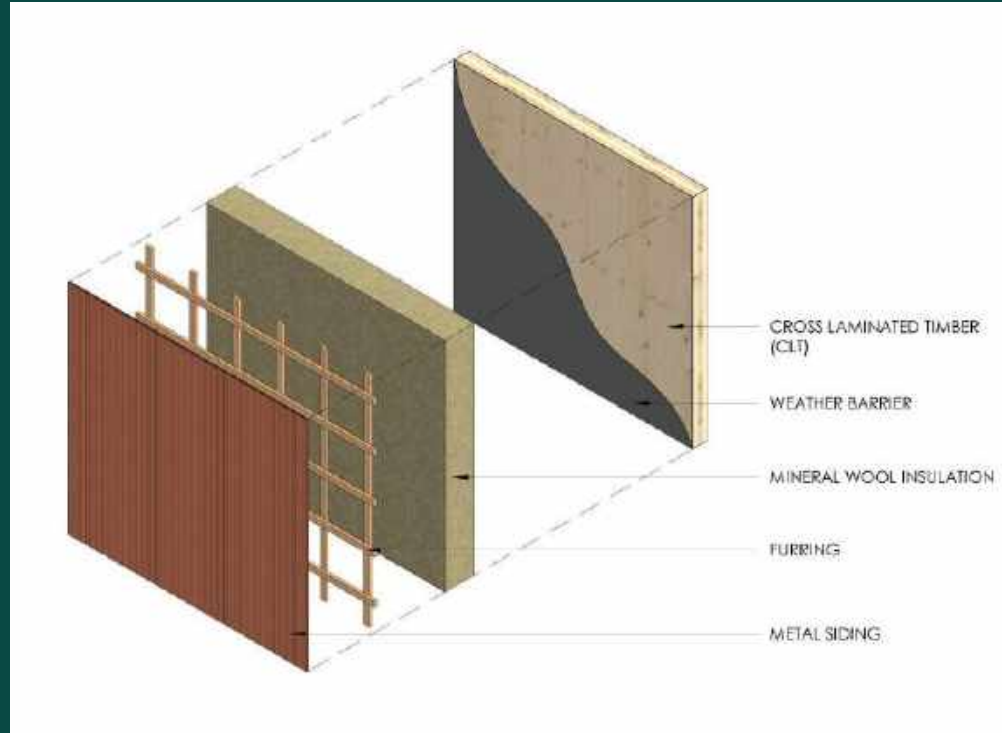 CROSS LAMINATED TIMBER
(CLT)
WEATHER BARRIER
MINERAL WOOL INSULATION
FURRING
METAL SIDING